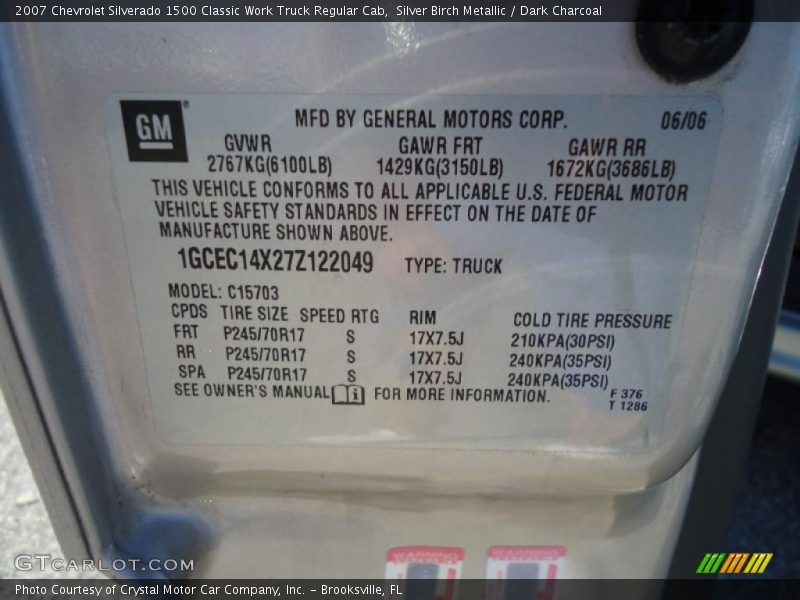 2007 Chevrolet Silverado 1500 Classic Work Truck Regular Cab, Silver Birch Metallic / Dark Charcoal
GM MFD BY GENERAL MOTORS CORP. 06/06
GVWR GAWR FRT GAWR RR
2767KG(6100LB) 1429KG(3150LB) 1672KG(3686LB)
THIS VEHICLE CONFORMS TO ALL APPLICABLE U.S. FEDERAL MOTOR
VEHICLE SAFETY STANDARDS IN EFFECT ON THE DATE OF
MANUFACTURE SHOWN ABOVE.
1GCEC14X27Z122049 TYPE: TRUCK
MODEL: C15703
CPDS TIRE SIZE SPEED RTG RIM COLD TIRE PRESSURE
FRT P245/70R17 S 17X7.5J 210KPA(30PSI)
RR P245/70R17 S 17X7.5J 240KPA(35PSI)
SPA P245/70R17 S 17X7.5J 240KPA(35PSI)
SEE OWNER'S MANUAL i FOR MORE INFORMATION. F 376
T 1286
WARNING WARNING
GTCarLot.com
Photo Courtesy of Crystal Motor Car Company, Inc. – Brooksville, FL